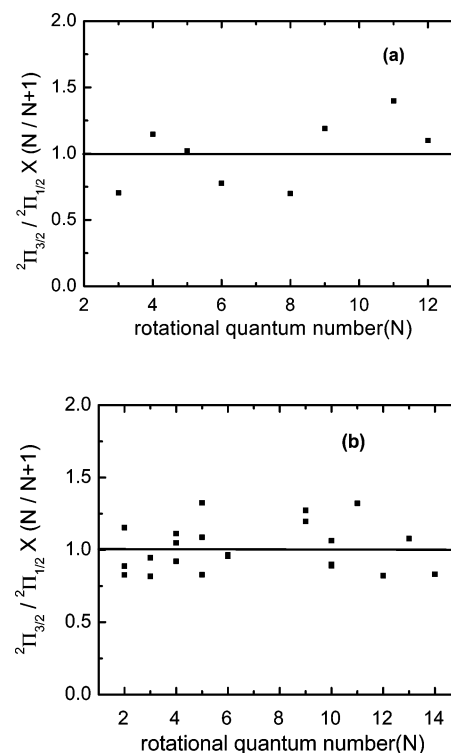 2.0
(a)
1.5
1.0
0.5
0.0
²Π₃/₂ / ²Π₁/₂ X (N / N+1)
2 4 6 8 10 12
rotational quantum number(N)
2.0
(b)
1.5
1.0
0.5
0.0
²Π₃/₂ / ²Π₁/₂ X (N / N+1)
2 4 6 8 10 12 14
rotational quantum number(N)